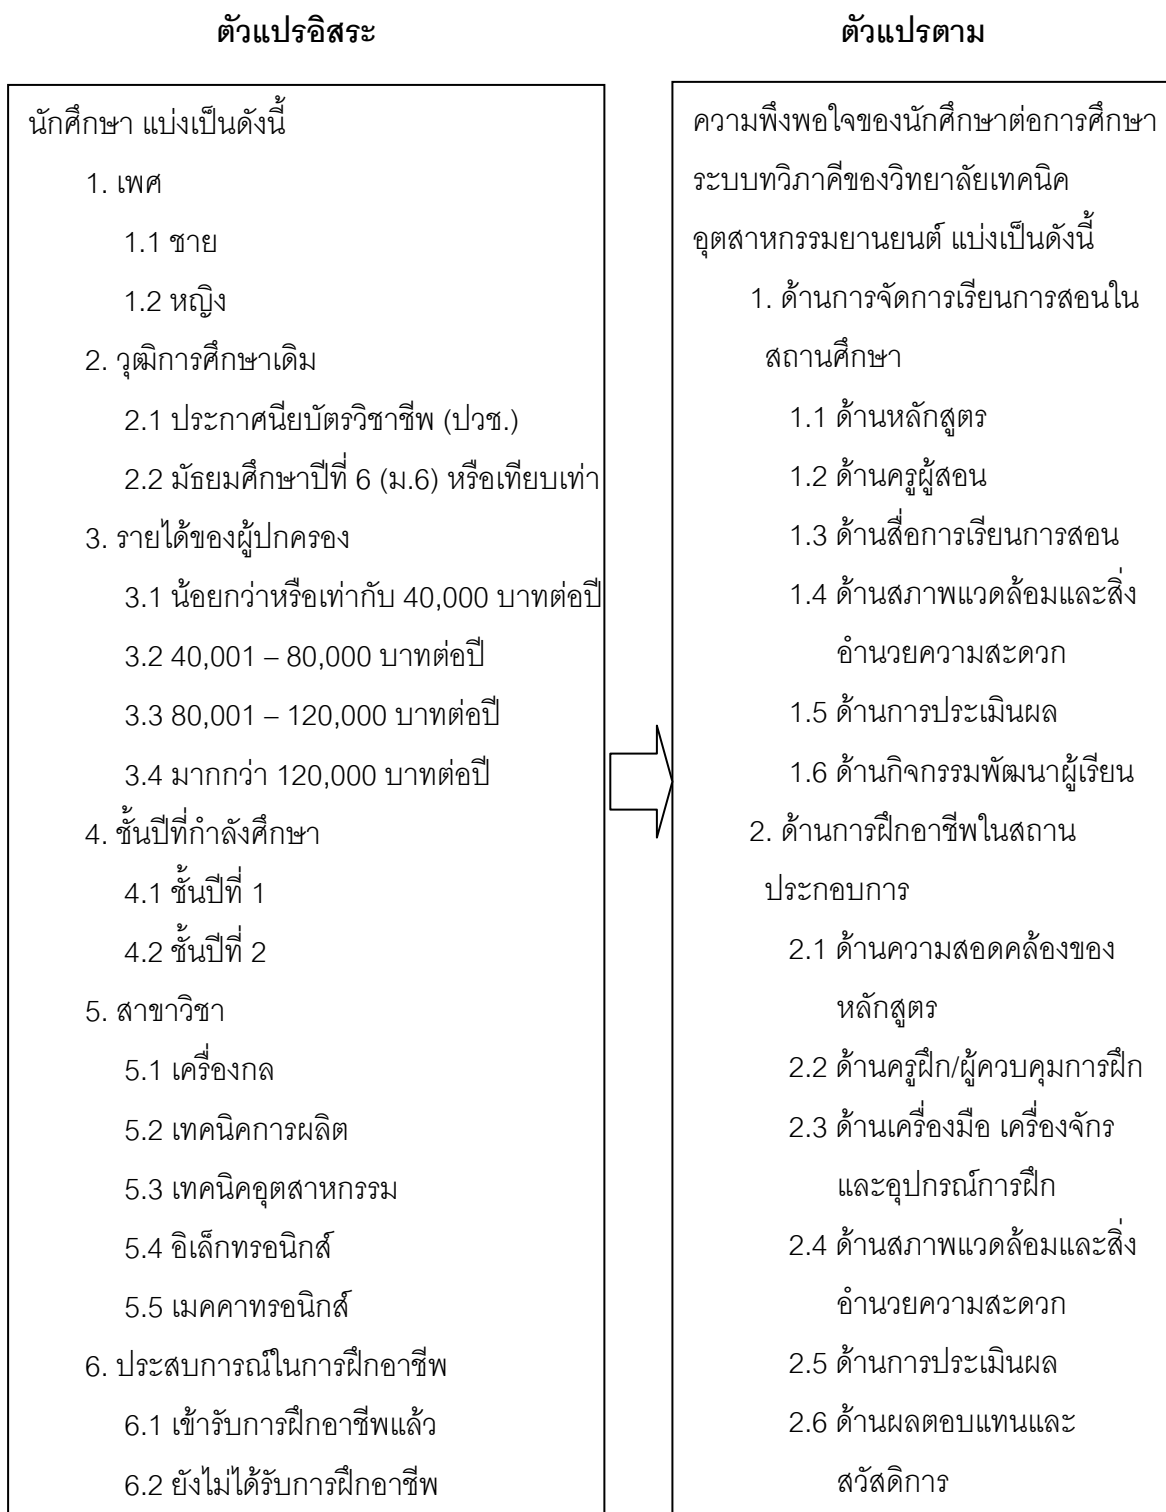 ตัวแปรอิสระ
นักศึกษา แบ่งเป็นดังนี้
1. เพศ
1.1 ชาย
1.2 หญิง
2. วุฒิการศึกษาเดิม
2.1 ประกาศนียบัตรวิชาชีพ (ปวช.)
2.2 มัธยมศึกษาปีที่ 6 (ม.6) หรือเทียบเท่า
3. รายได้ของผู้ปกครอง
3.1 น้อยกว่าหรือเท่ากับ 40,000 บาทต่อปี
3.2 40,001 – 80,000 บาทต่อปี
3.3 80,001 – 120,000 บาทต่อปี
3.4 มากกว่า 120,000 บาทต่อปี
4. ชั้นปีที่กำลังศึกษา
4.1 ชั้นปีที่ 1
4.2 ชั้นปีที่ 2
5. สาขาวิชา
5.1 เครื่องกล
5.2 เทคนิคการผลิต
5.3 เทคนิคอุตสาหกรรม
5.4 อิเล็กทรอนิกส์
5.5 เมคคาทรอนิกส์
6. ประสบการณ์ในการฝึกอาชีพ
6.1 เข้ารับการฝึกอาชีพแล้ว
6.2 ยังไม่ได้รับการฝึกอาชีพ
ตัวแปรตาม
ความพึงพอใจของนักศึกษาต่อการศึกษา
ระบบทวิภาคีของวิทยาลัยเทคนิค
อุตสาหกรรมยานยนต์ แบ่งเป็นดังนี้
1. ด้านการจัดการเรียนการสอนใน
สถานศึกษา
1.1 ด้านหลักสูตร
1.2 ด้านครูผู้สอน
1.3 ด้านสื่อการเรียนการสอน
1.4 ด้านสภาพแวดล้อมและสิ่ง
อำนวยความสะดวก
1.5 ด้านการประเมินผล
1.6 ด้านกิจกรรมพัฒนาผู้เรียน
2. ด้านการฝึกอาชีพในสถาน
ประกอบการ
2.1 ด้านความสอดคล้องของ
หลักสูตร
2.2 ด้านครูฝึก/ผู้ควบคุมการฝึก
2.3 ด้านเครื่องมือ เครื่องจักร
และอุปกรณ์การฝึก
2.4 ด้านสภาพแวดล้อมและสิ่ง
อำนวยความสะดวก
2.5 ด้านการประเมินผล
2.6 ด้านผลตอบแทนและ
สวัสดิการ